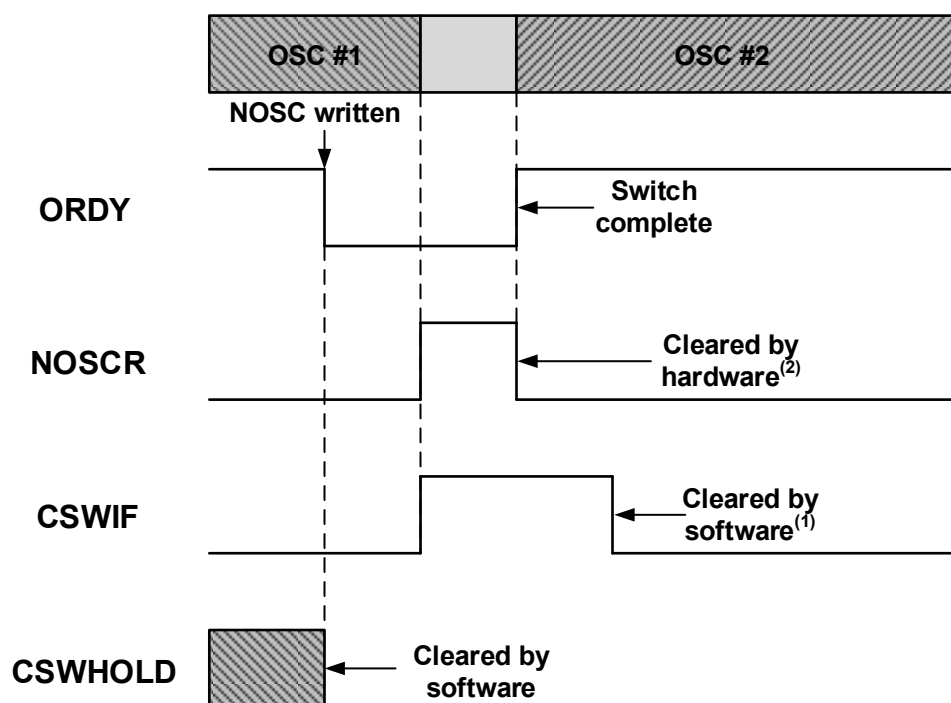 OSC #1
OSC #2
NOSC written
ORDY
Switch
complete
NOSCR
Cleared by
hardware(2)
CSWIF
Cleared by
software(1)
CSWHOLD
Cleared by
software